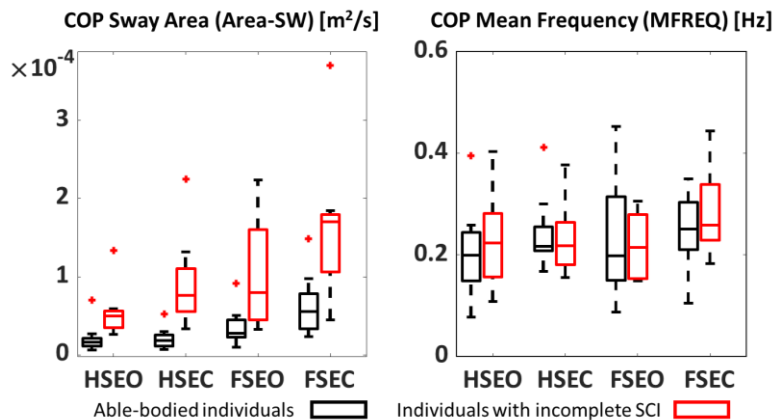 COP Sway Area (Area-SW) [m²/s]
×10⁻⁴
3
2
1
0
HSEO HSEC FSEO FSEC
COP Mean Frequency (MFREQ) [Hz]
0.6
0.4
0.2
0
HSEO HSEC FSEO FSEC
Able-bodied individuals
Individuals with incomplete SCI